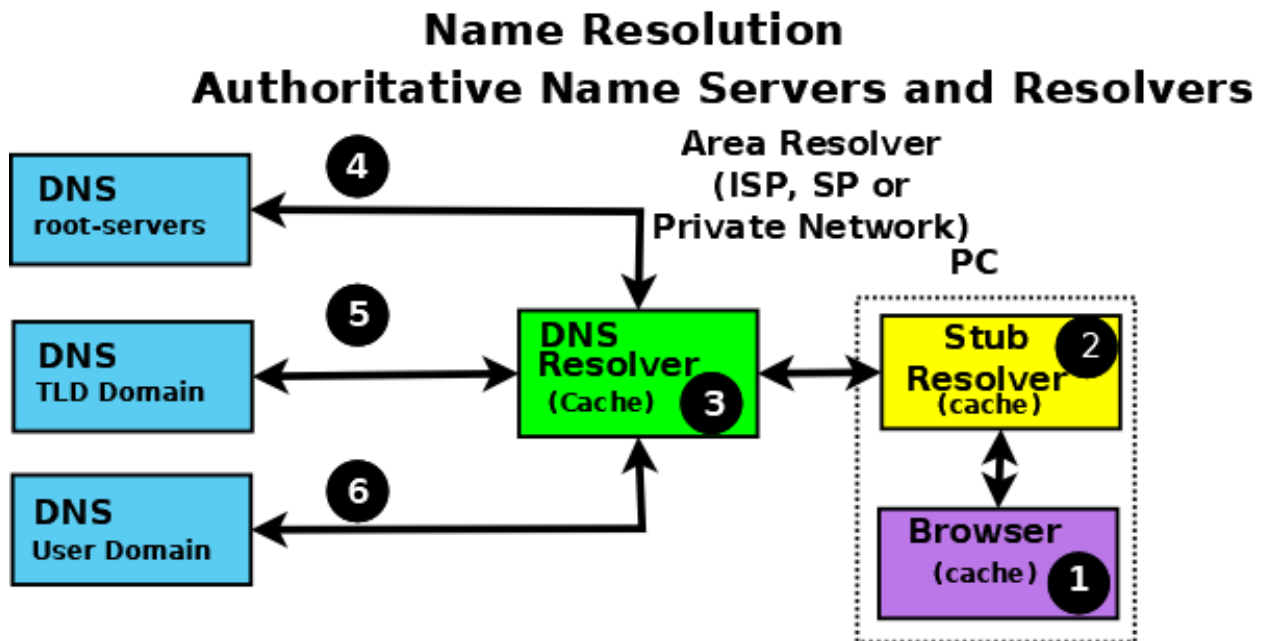 Name Resolution
Authoritative Name Servers and Resolvers
DNS
root-servers
4
Area Resolver
(ISP, SP or
Private Network)
PC
DNS
TLD Domain
5
DNS
Resolver
(Cache)
3
Stub
2
Resolver
(cache)
DNS
User Domain
6
Browser
(cache)
1